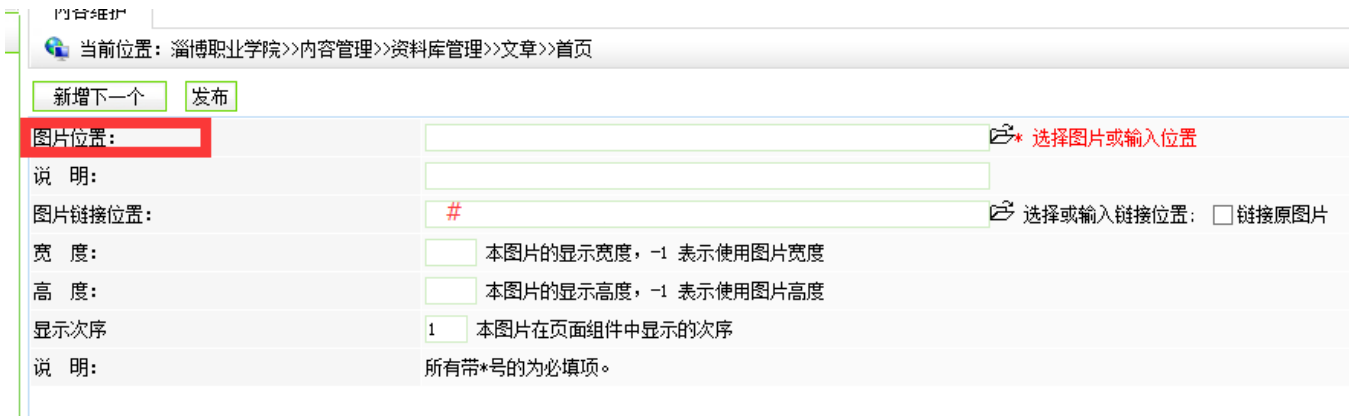 内容维护
当前位置：淄博职业学院>>内容管理>>资料库管理>>文章>>首页
新增下一个 发布
图片位置： * 选择图片或输入位置
说 明：
图片链接位置： # 选择或输入链接位置； 链接原图片
宽 度： 本图片的显示宽度，-1 表示使用图片宽度
高 度： 本图片的显示高度，-1 表示使用图片高度
显示次序 1 本图片在页面组件中显示的次序
说 明： 所有带*号的为必填项。